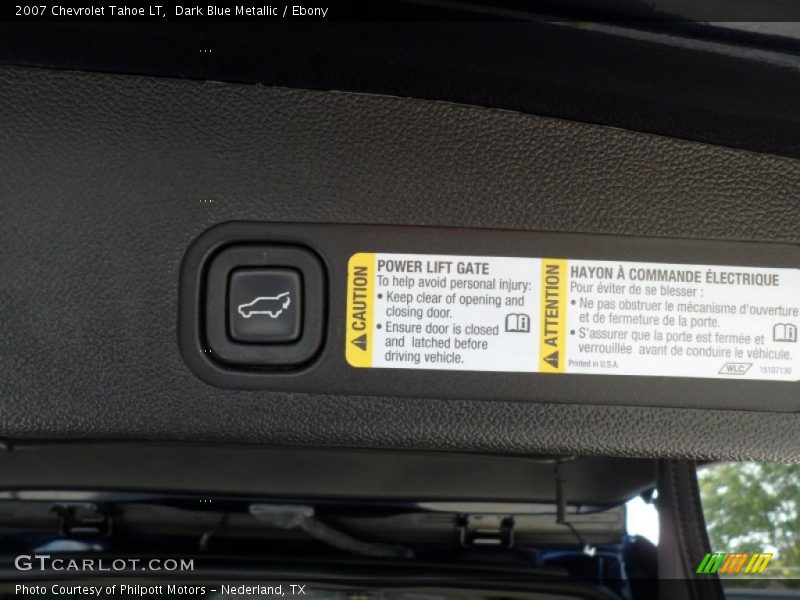 2007 Chevrolet Tahoe LT,  Dark Blue Metallic / Ebony
CAUTION
POWER LIFT GATE
To help avoid personal injury:
• Keep clear of opening and
closing door.
• Ensure door is closed
and latched before
driving vehicle.
ATTENTION
HAYON À COMMANDE ÉLECTRIQUE
Pour éviter de se blesser :
• Ne pas obstruer le mécanisme d'ouverture
et de fermeture de la porte.
• S'assurer que la porte est fermée et
verrouillée avant de conduire le véhicule.
Printed in U.S.A.
WLC
15107130
GTCARLOT.COM
Photo Courtesy of Philpott Motors - Nederland, TX